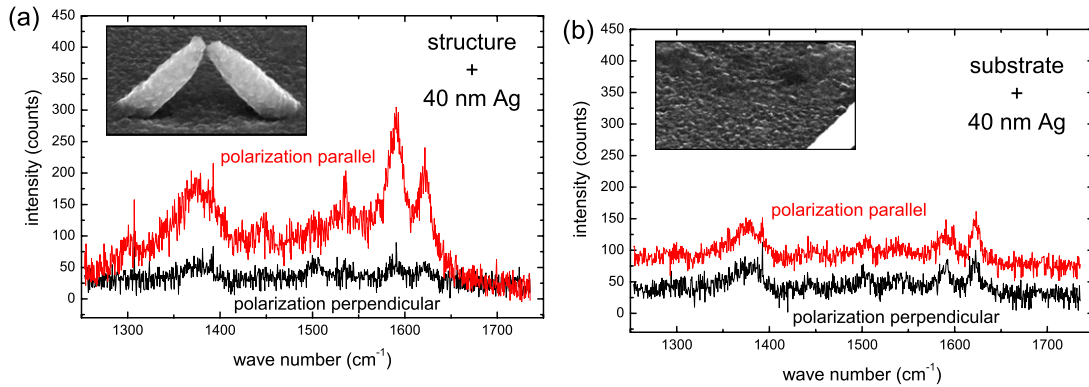 (a)
450
400
350
300
250
200
150
100
50
0
intensity (counts)
structure
+
40 nm Ag
polarization parallel
polarization perpendicular
1300 1400 1500 1600 1700
wave number (cm⁻¹)
(b)
450
400
350
300
250
200
150
100
50
0
intensity (counts)
substrate
+
40 nm Ag
polarization parallel
polarization perpendicular
1300 1400 1500 1600 1700
wave number (cm⁻¹)